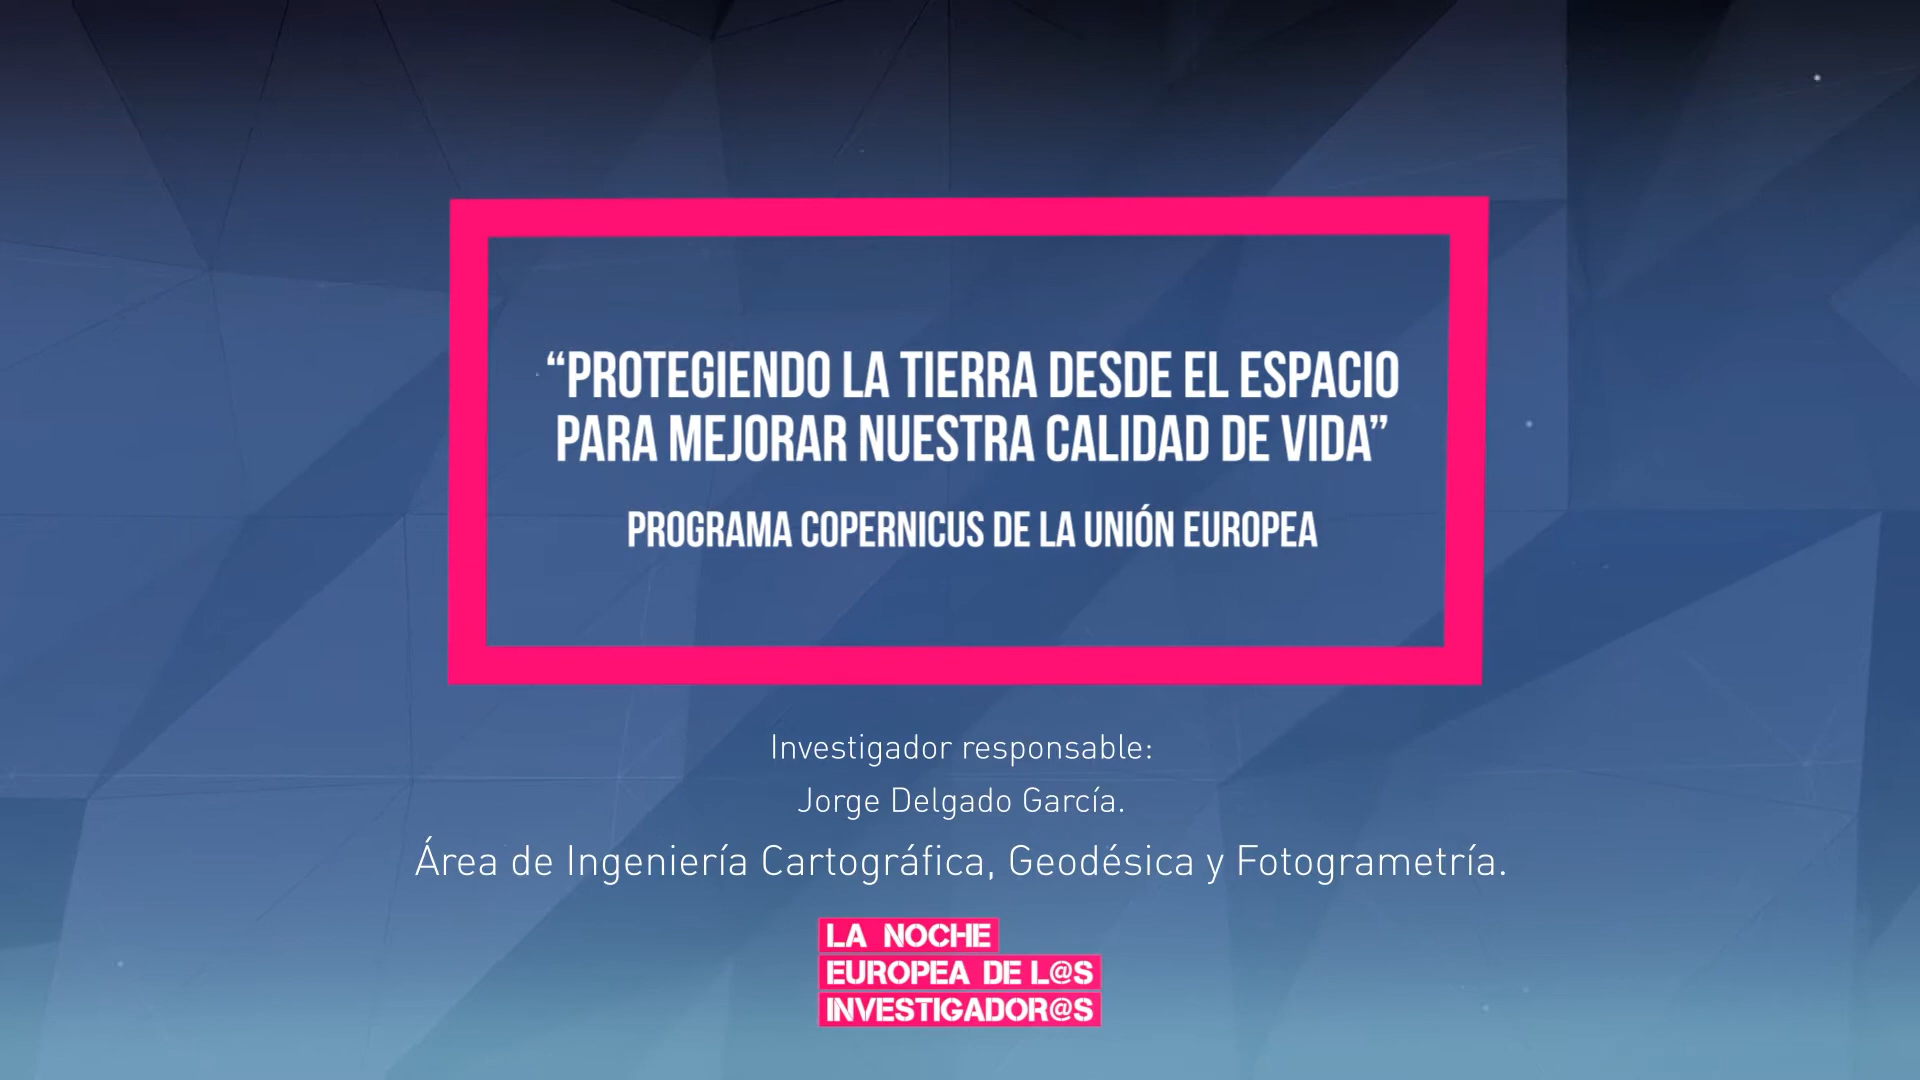 “PROTEGIENDO LA TIERRA DESDE EL ESPACIO
PARA MEJORAR NUESTRA CALIDAD DE VIDA”
PROGRAMA COPERNICUS DE LA UNIÓN EUROPEA
Investigador responsable:
Jorge Delgado García.
Área de Ingeniería Cartográfica, Geodésica y Fotogrametría.
LA NOCHE
EUROPEA DE L@S
INVESTIGADOR@S